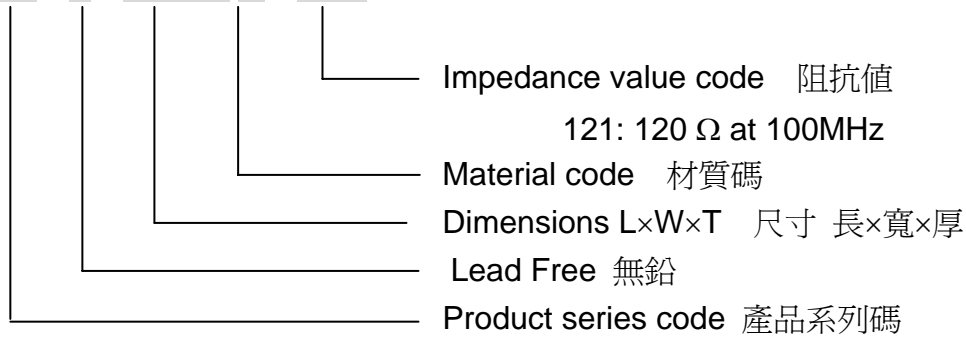 Impedance value code 阻抗值
121: 120 Ω at 100MHz
Material code 材質碼
Dimensions L×W×T 尺寸 長×寬×厚
Lead Free 無鉛
Product series code 產品系列碼